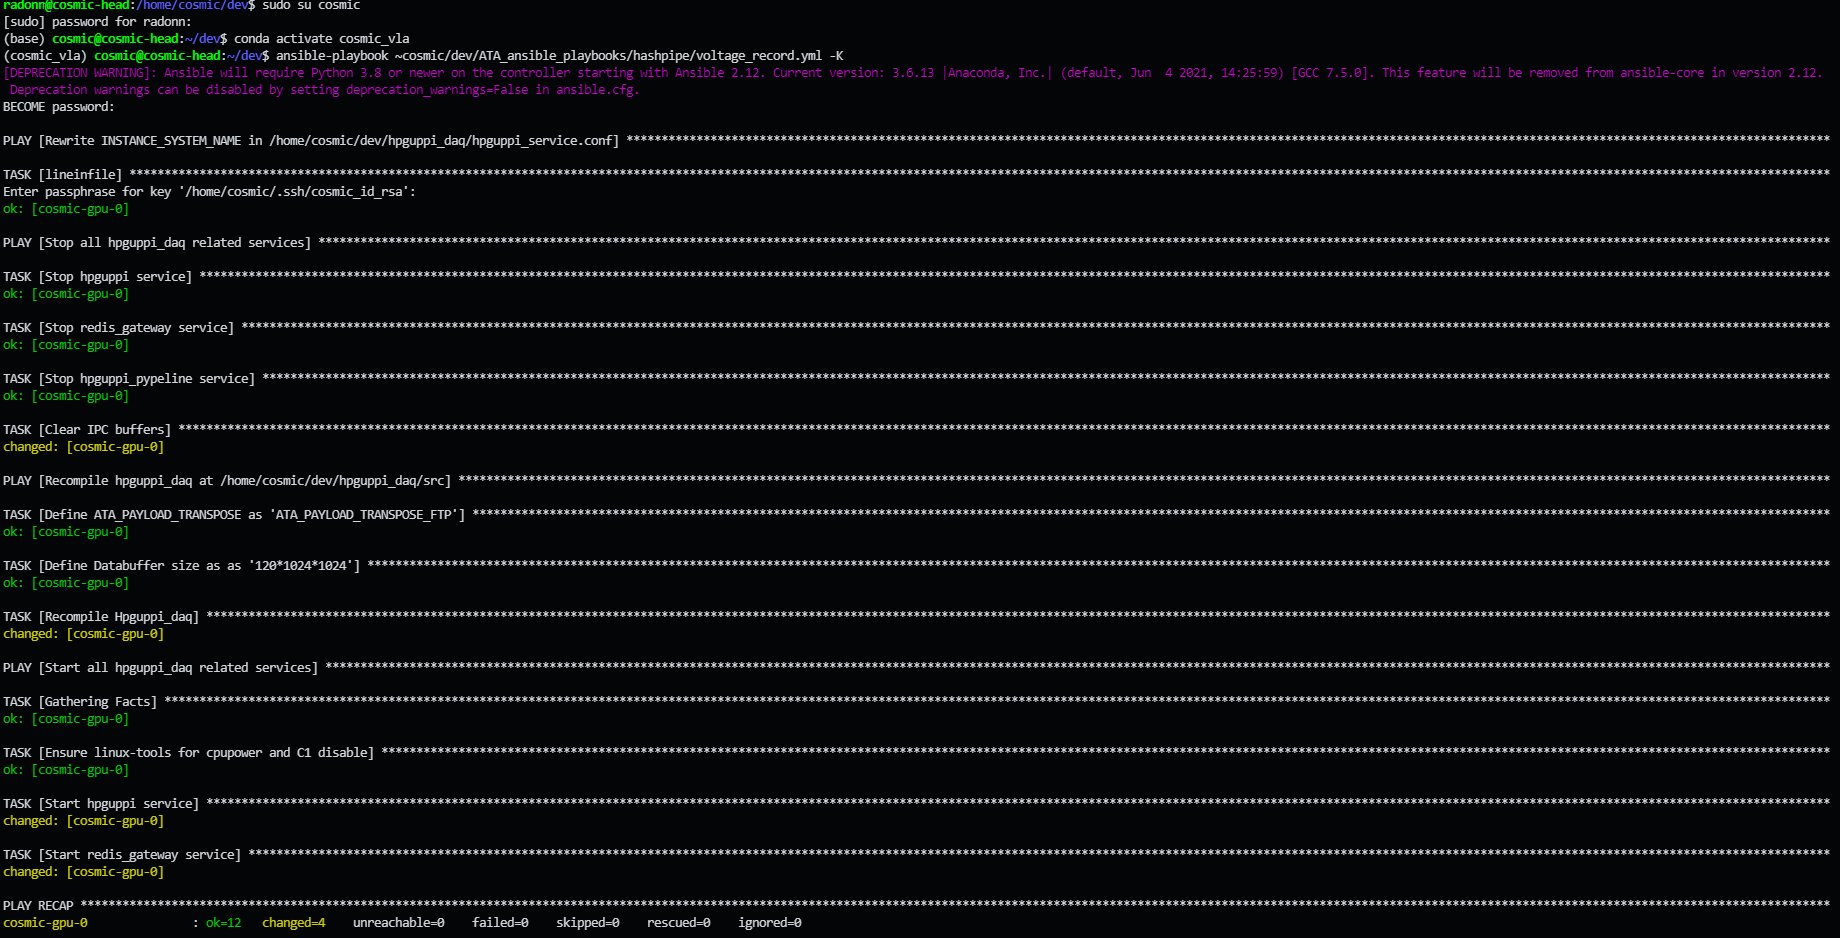 radonn@cosmic-head:/home/cosmic/dev$ sudo su cosmic
[sudo] password for radonn:
(base) cosmic@cosmic-head:~/dev$ conda activate cosmic_vla
(cosmic_vla) cosmic@cosmic-head:~/dev$ ansible-playbook ~cosmic/dev/ATA_ansible_playbooks/hashpipe/voltage_record.yml -K
[DEPRECATION WARNING]: Ansible will require Python 3.8 or newer on the controller starting with Ansible 2.12. Current version: 3.6.13 |Anaconda, Inc.| (default, Jun  4 2021, 14:25:59) [GCC 7.5.0]. This feature will be removed from ansible-core in version 2.12.
 Deprecation warnings can be disabled by setting deprecation_warnings=False in ansible.cfg.
BECOME password:
PLAY [Rewrite INSTANCE_SYSTEM_NAME in /home/cosmic/dev/hpguppi_daq/hpguppi_service.conf] ***
TASK [lineinfile] ***
Enter passphrase for key '/home/cosmic/.ssh/cosmic_id_rsa':
ok: [cosmic-gpu-0]
PLAY [Stop all hpguppi_daq related services] ***
TASK [Stop hpguppi service] ***
ok: [cosmic-gpu-0]
TASK [Stop redis_gateway service] ***
ok: [cosmic-gpu-0]
TASK [Stop hpguppi_pypeline service] ***
ok: [cosmic-gpu-0]
TASK [Clear IPC buffers] ***
changed: [cosmic-gpu-0]
PLAY [Recompile hpguppi_daq at /home/cosmic/dev/hpguppi_daq/src] ***
TASK [Define ATA_PAYLOAD_TRANSPOSE as 'ATA_PAYLOAD_TRANSPOSE_FTP'] ***
ok: [cosmic-gpu-0]
TASK [Define Databuffer size as as '120*1024*1024'] ***
ok: [cosmic-gpu-0]
TASK [Recompile Hpguppi_daq] ***
changed: [cosmic-gpu-0]
PLAY [Start all hpguppi_daq related services] ***
TASK [Gathering Facts] ***
ok: [cosmic-gpu-0]
TASK [Ensure linux-tools for cpupower and C1 disable] ***
ok: [cosmic-gpu-0]
TASK [Start hpguppi service] ***
changed: [cosmic-gpu-0]
TASK [Start redis_gateway service] ***
changed: [cosmic-gpu-0]
PLAY RECAP ***
cosmic-gpu-0               : ok=12   changed=4    unreachable=0    failed=0    skipped=0    rescued=0    ignored=0